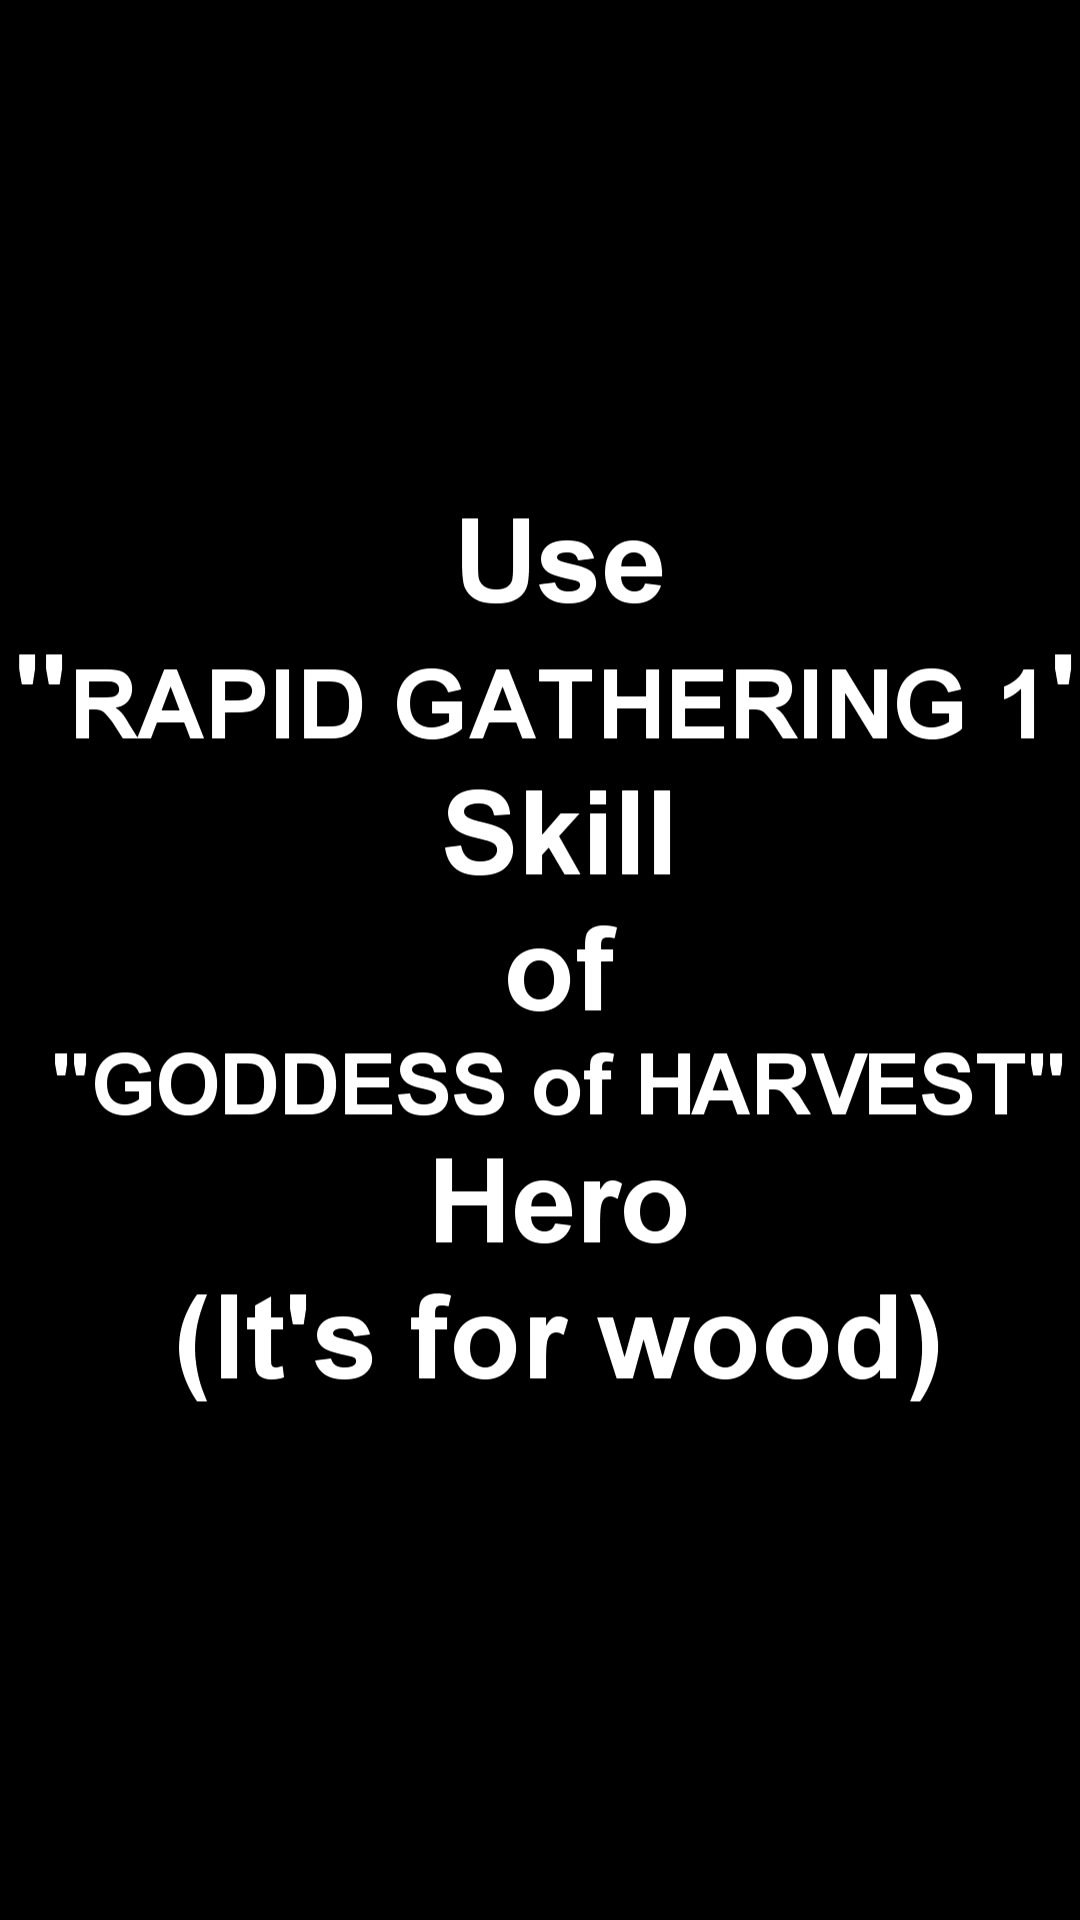 Use
"RAPID GATHERING 1'
Skill
of
"GODDESS of HARVEST"
Hero
(It's for wood)